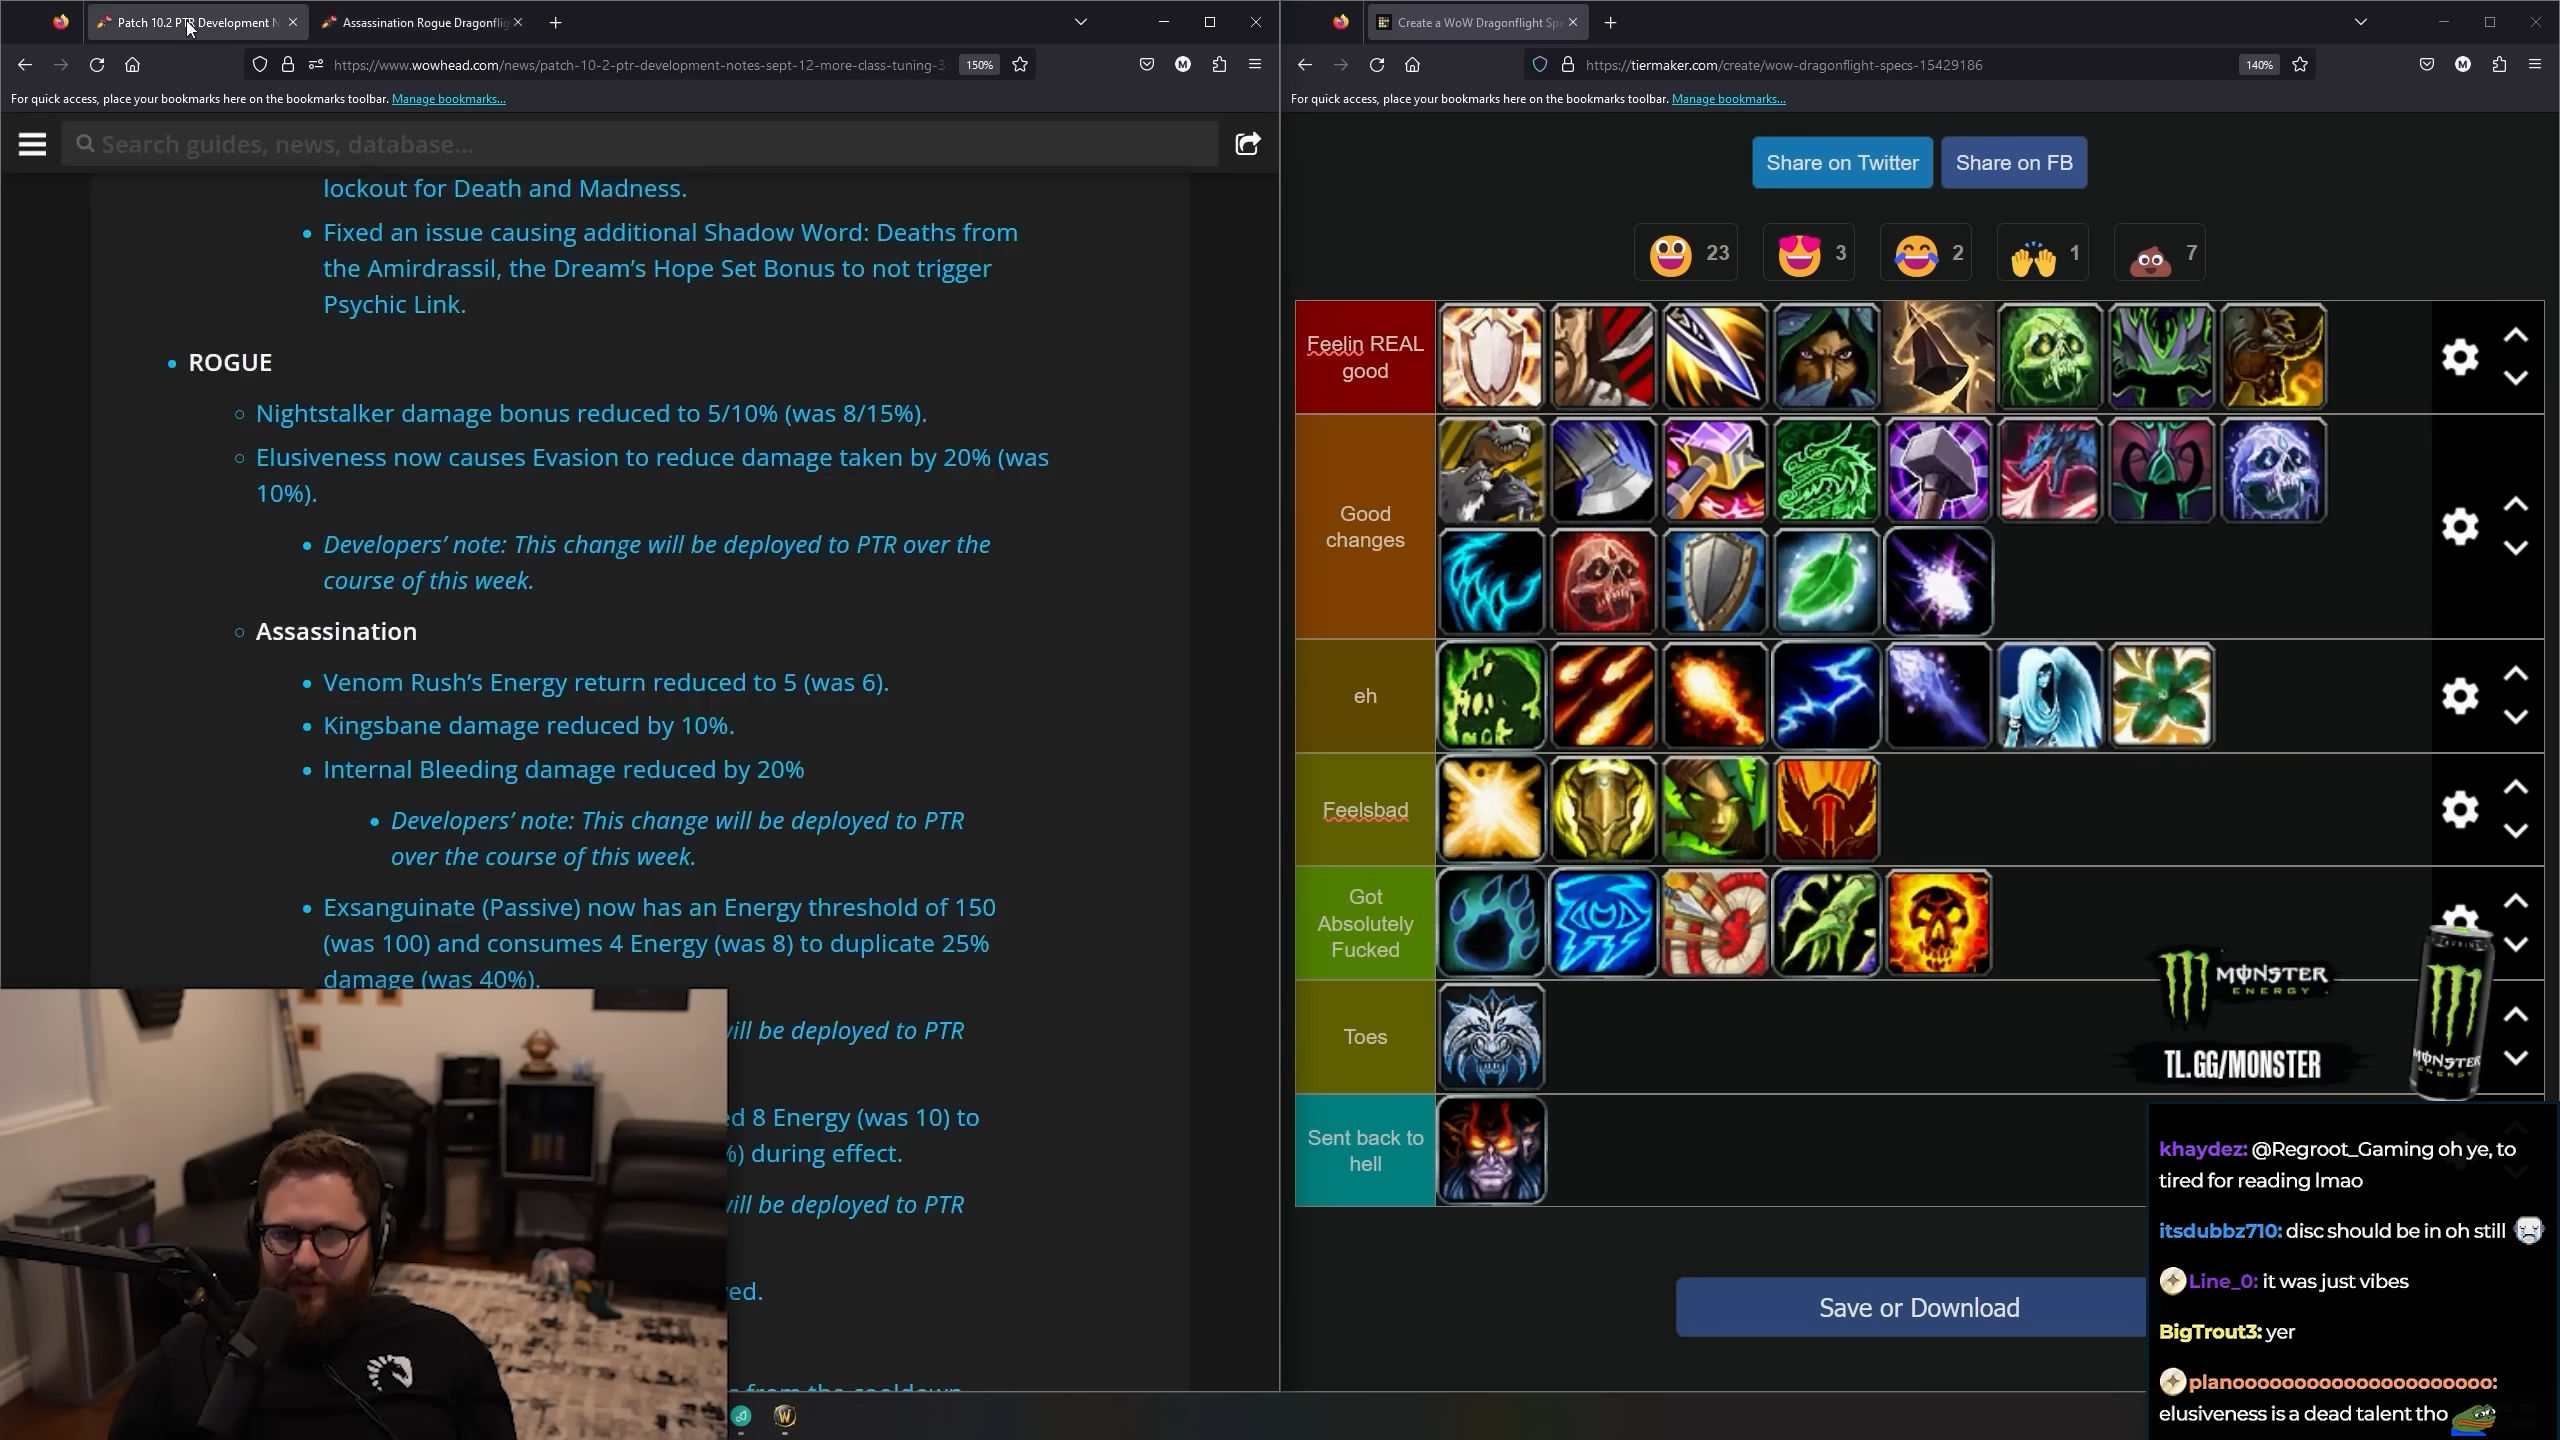 Patch 10.2 PTR Development N
Assassination Rogue Dragonflig
Create a WoW Dragonflight Spe
https://www.wowhead.com/news/patch-10-2-ptr-development-notes-sept-12-more-class-tuning-3
150%
https://tiermaker.com/create/wow-dragonflight-specs-15429186
140%
For quick access, place your bookmarks here on the bookmarks toolbar. Manage bookmarks...
For quick access, place your bookmarks here on the bookmarks toolbar. Manage bookmarks...
Search guides, news, database...
lockout for Death and Madness.
Fixed an issue causing additional Shadow Word: Deaths from
the Amirdrassil, the Dream’s Hope Set Bonus to not trigger
Psychic Link.
ROGUE
Nightstalker damage bonus reduced to 5/10% (was 8/15%).
Elusiveness now causes Evasion to reduce damage taken by 20% (was
10%).
Developers’ note: This change will be deployed to PTR over the
course of this week.
Assassination
Venom Rush’s Energy return reduced to 5 (was 6).
Kingsbane damage reduced by 10%.
Internal Bleeding damage reduced by 20%
Developers’ note: This change will be deployed to PTR
over the course of this week.
Exsanguinate (Passive) now has an Energy threshold of 150
(was 100) and consumes 4 Energy (was 8) to duplicate 25%
damage (was 40%).
will be deployed to PTR
ed 8 Energy (was 10) to
%) during effect.
will be deployed to PTR
ed.
from the cooldown
Share on Twitter
Share on FB
23
3
2
1
7
Feelin REAL
good
Good
changes
eh
Feelsbad
Got
Absolutely
Fucked
Toes
Sent back to
hell
MONSTER
ENERGY
TL.GG/MONSTER
MONSTER
Save or Download
khaydez: @Regroot_Gaming oh ye, to
tired for reading lmao
itsdubbz710: disc should be in oh still
Line_0: it was just vibes
BigTrout3: yer
planooooooooooooooooooooo:
elusiveness is a dead talent tho